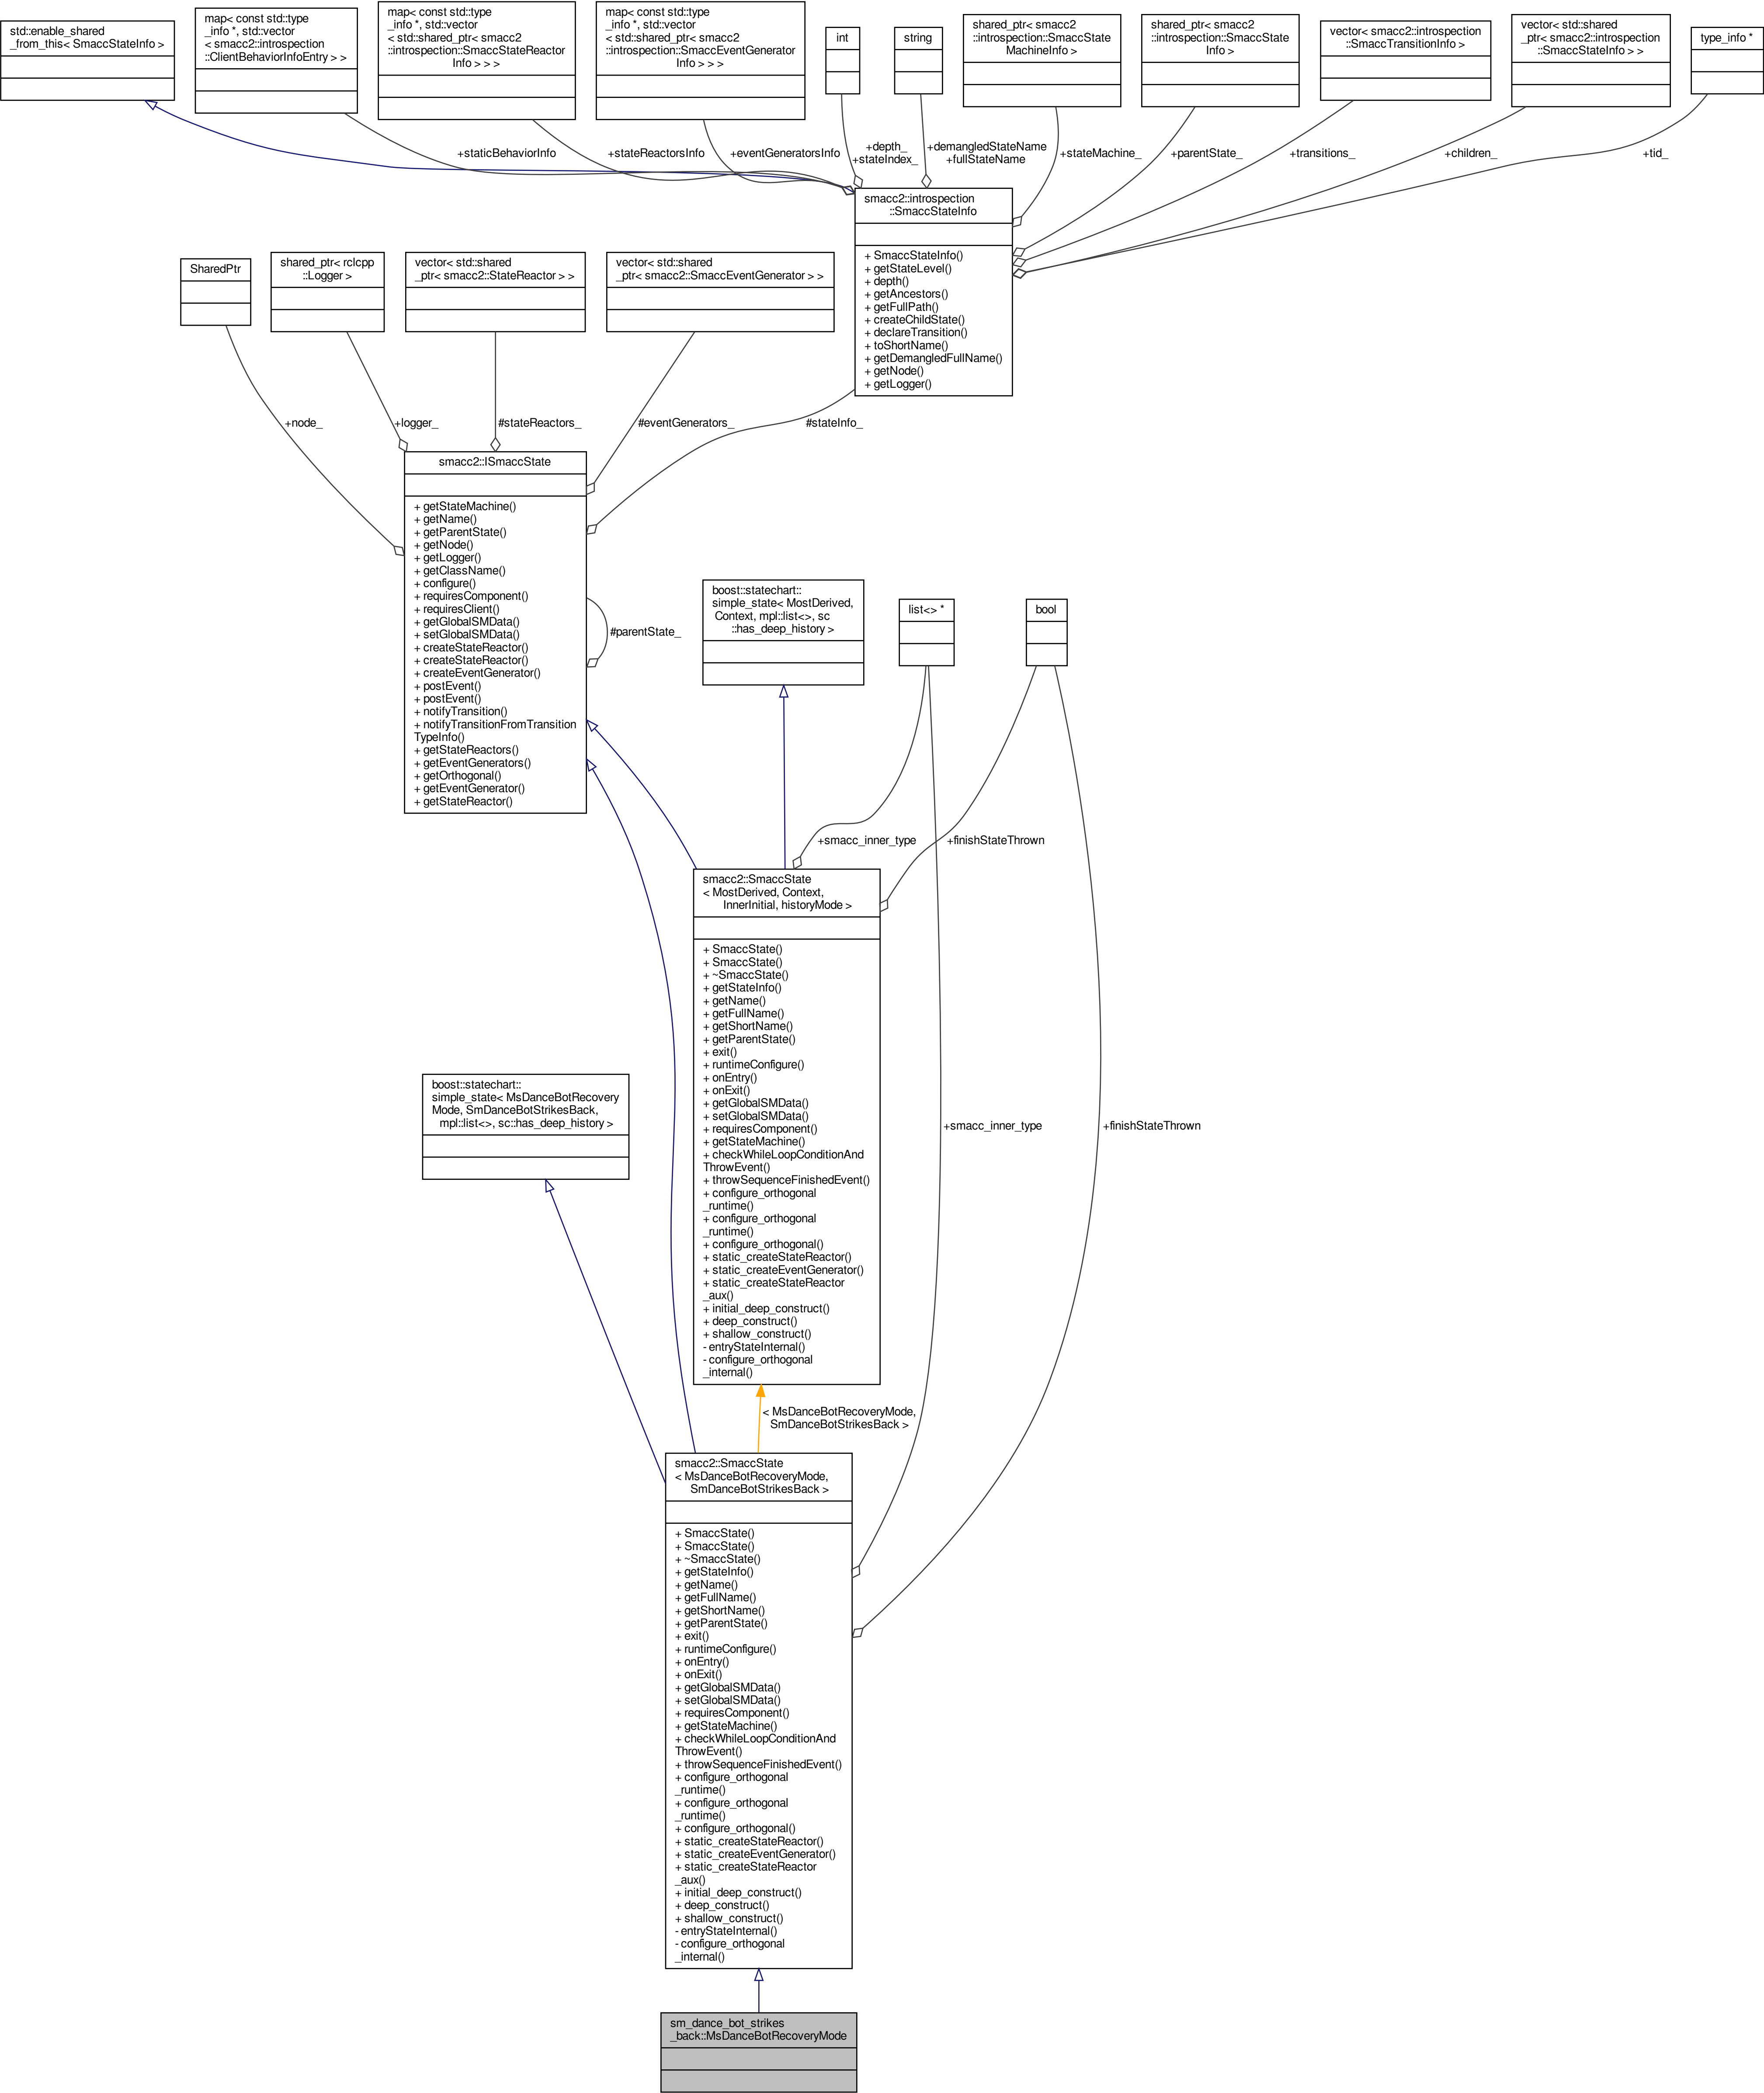 std::enable_shared
_from_this< SmaccStateInfo >
map< const std::type
_info *, std::vector
< smacc2::introspection
::ClientBehaviorInfoEntry > >
map< const std::type
_info *, std::vector
< std::shared_ptr< smacc2
::introspection::SmaccStateReactor
Info > > >
map< const std::type
_info *, std::vector
< std::shared_ptr< smacc2
::introspection::SmaccEventGenerator
Info > > >
int
string
shared_ptr< smacc2
::introspection::SmaccState
MachineInfo >
shared_ptr< smacc2
::introspection::SmaccState
Info >
vector< smacc2::introspection
::SmaccTransitionInfo >
vector< std::shared
_ptr< smacc2::introspection
::SmaccStateInfo > >
type_info *
+staticBehaviorInfo
+stateReactorsInfo
+eventGeneratorsInfo
+depth_
+stateIndex_
+demangledStateName
+fullStateName
+stateMachine_
+parentState_
+transitions_
+children_
+tid_
smacc2::introspection
::SmaccStateInfo
+ SmaccStateInfo()
+ getStateLevel()
+ depth()
+ getAncestors()
+ getFullPath()
+ createChildState()
+ declareTransition()
+ toShortName()
+ getDemangledFullName()
+ getNode()
+ getLogger()
SharedPtr
shared_ptr< rclcpp
::Logger >
vector< std::shared
_ptr< smacc2::StateReactor > >
vector< std::shared
_ptr< smacc2::SmaccEventGenerator > >
+node_
+logger_
#stateReactors_
#eventGenerators_
#stateInfo_
smacc2::ISmaccState
+ getStateMachine()
+ getName()
+ getParentState()
+ getNode()
+ getLogger()
+ getClassName()
+ configure()
+ requiresComponent()
+ requiresClient()
+ getGlobalSMData()
+ setGlobalSMData()
+ createStateReactor()
+ createStateReactor()
+ createEventGenerator()
+ postEvent()
+ postEvent()
+ notifyTransition()
+ notifyTransitionFromTransition
TypeInfo()
+ getStateReactors()
+ getEventGenerators()
+ getOrthogonal()
+ getEventGenerator()
+ getStateReactor()
#parentState_
boost::statechart::
simple_state< MostDerived,
Context, mpl::list<>, sc
::has_deep_history >
list<> *
bool
+smacc_inner_type
+finishStateThrown
smacc2::SmaccState
< MostDerived, Context,
InnerInitial, historyMode >
+ SmaccState()
+ SmaccState()
+ ~SmaccState()
+ getStateInfo()
+ getName()
+ getFullName()
+ getShortName()
+ getParentState()
+ exit()
+ runtimeConfigure()
+ onEntry()
+ onExit()
+ getGlobalSMData()
+ setGlobalSMData()
+ requiresComponent()
+ getStateMachine()
+ checkWhileLoopConditionAnd
ThrowEvent()
+ throwSequenceFinishedEvent()
+ configure_orthogonal
_runtime()
+ configure_orthogonal
_runtime()
+ configure_orthogonal()
+ static_createStateReactor()
+ static_createEventGenerator()
+ static_createStateReactor
_aux()
+ initial_deep_construct()
+ deep_construct()
+ shallow_construct()
- entryStateInternal()
- configure_orthogonal
_internal()
boost::statechart::
simple_state< MsDanceBotRecovery
Mode, SmDanceBotStrikesBack,
mpl::list<>, sc::has_deep_history >
+smacc_inner_type
+finishStateThrown
< MsDanceBotRecoveryMode,
SmDanceBotStrikesBack >
smacc2::SmaccState
< MsDanceBotRecoveryMode,
SmDanceBotStrikesBack >
+ SmaccState()
+ SmaccState()
+ ~SmaccState()
+ getStateInfo()
+ getName()
+ getFullName()
+ getShortName()
+ getParentState()
+ exit()
+ runtimeConfigure()
+ onEntry()
+ onExit()
+ getGlobalSMData()
+ setGlobalSMData()
+ requiresComponent()
+ getStateMachine()
+ checkWhileLoopConditionAnd
ThrowEvent()
+ throwSequenceFinishedEvent()
+ configure_orthogonal
_runtime()
+ configure_orthogonal
_runtime()
+ configure_orthogonal()
+ static_createStateReactor()
+ static_createEventGenerator()
+ static_createStateReactor
_aux()
+ initial_deep_construct()
+ deep_construct()
+ shallow_construct()
- entryStateInternal()
- configure_orthogonal
_internal()
sm_dance_bot_strikes
_back::MsDanceBotRecoveryMode